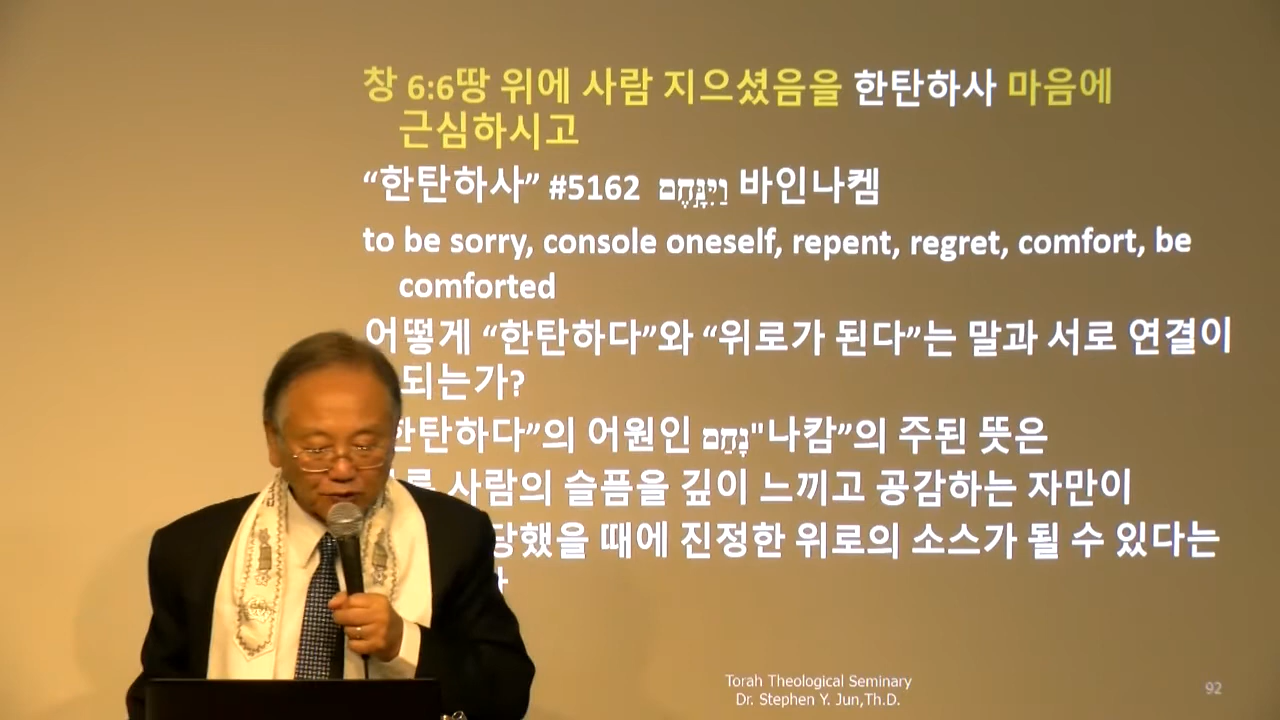 창 6:6땅 위에 사람 지으셨음을 한탄하사 마음에
근심하시고
“한탄하사” #5162 וַיִּנָּ֣חֶם 바인나켐
to be sorry, console oneself, repent, regret, comfort, be
comforted
어떻게 “한탄하다”와 “위로가 된다”는 말과 서로 연결이
되는가?
한탄하다”의 어원인 נָחַם"나캄”의 주된 뜻은
사람의 슬픔을 깊이 느끼고 공감하는 자만이
당했을 때에 진정한 위로의 소스가 될 수 있다는
Torah Theological Seminary
Dr. Stephen Y. Jun,Th.D.
92